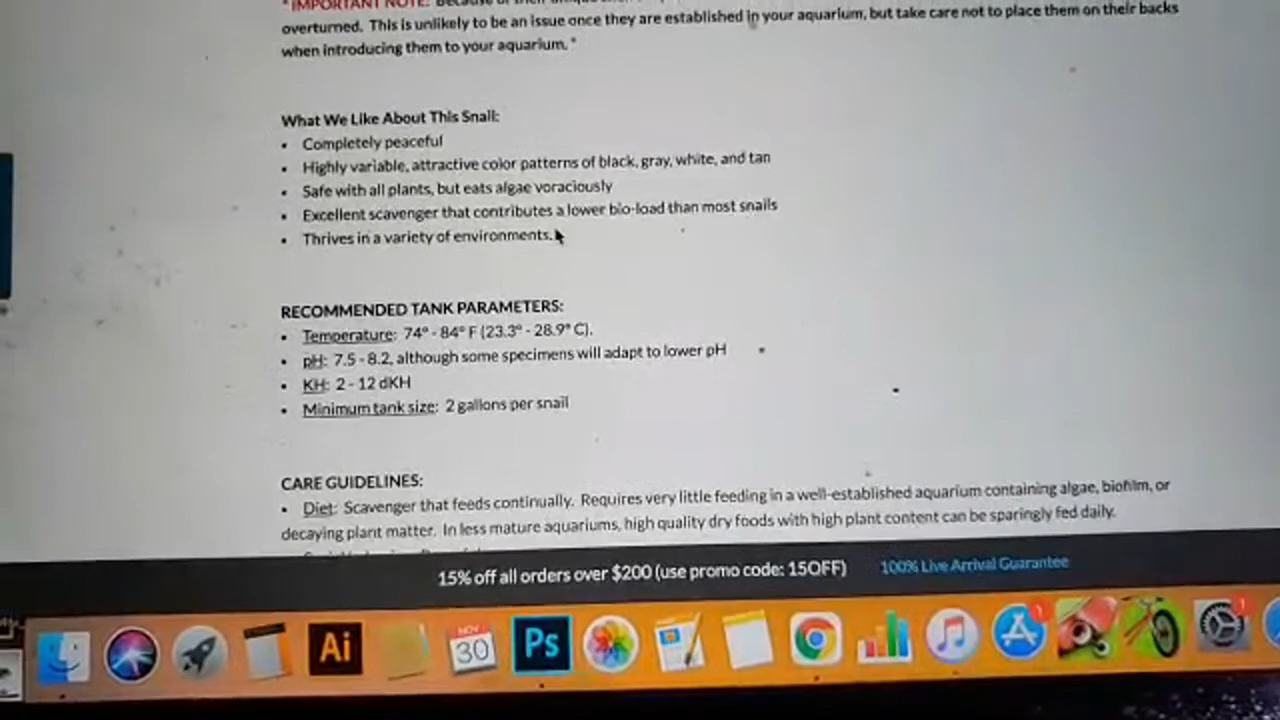 * IMPORTANT NOTE: Because of their
overturned. This is unlikely to be an issue once they are established in your aquarium, but take care not to place them on their backs
when introducing them to your aquarium. *
What We Like About This Snail:
• Completely peaceful
• Highly variable, attractive color patterns of black, gray, white, and tan
• Safe with all plants, but eats algae voraciously
• Excellent scavenger that contributes a lower bio-load than most snails
• Thrives in a variety of environments.
RECOMMENDED TANK PARAMETERS:
• Temperature: 74° - 84° F (23.3° - 28.9° C).
• pH: 7.5 - 8.2, although some specimens will adapt to lower pH
• KH: 2 - 12 dKH
• Minimum tank size: 2 gallons per snail
CARE GUIDELINES:
• Diet: Scavenger that feeds continually. Requires very little feeding in a well-established aquarium containing algae, biofilm, or
decaying plant matter. In less mature aquariums, high quality dry foods with high plant content can be sparingly fed daily.
15% off all orders over $200 (use promo code: 15OFF) 100% Live Arrival Guarantee
Ai NOV 30 Ps 1 1